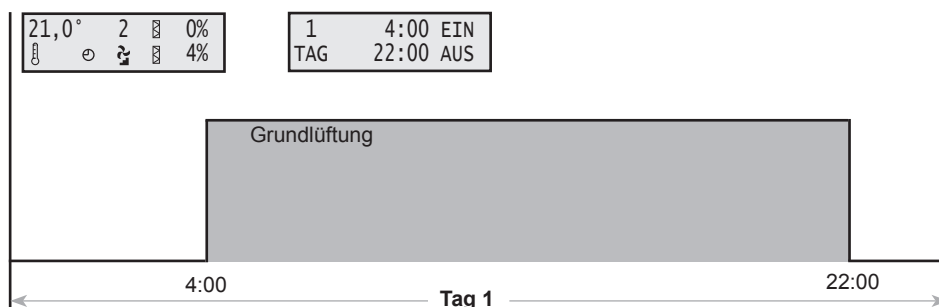 21,0° 2 0%
4%
1 4:00 EIN
TAG 22:00 AUS
Grundlüftung
4:00 22:00
Tag 1